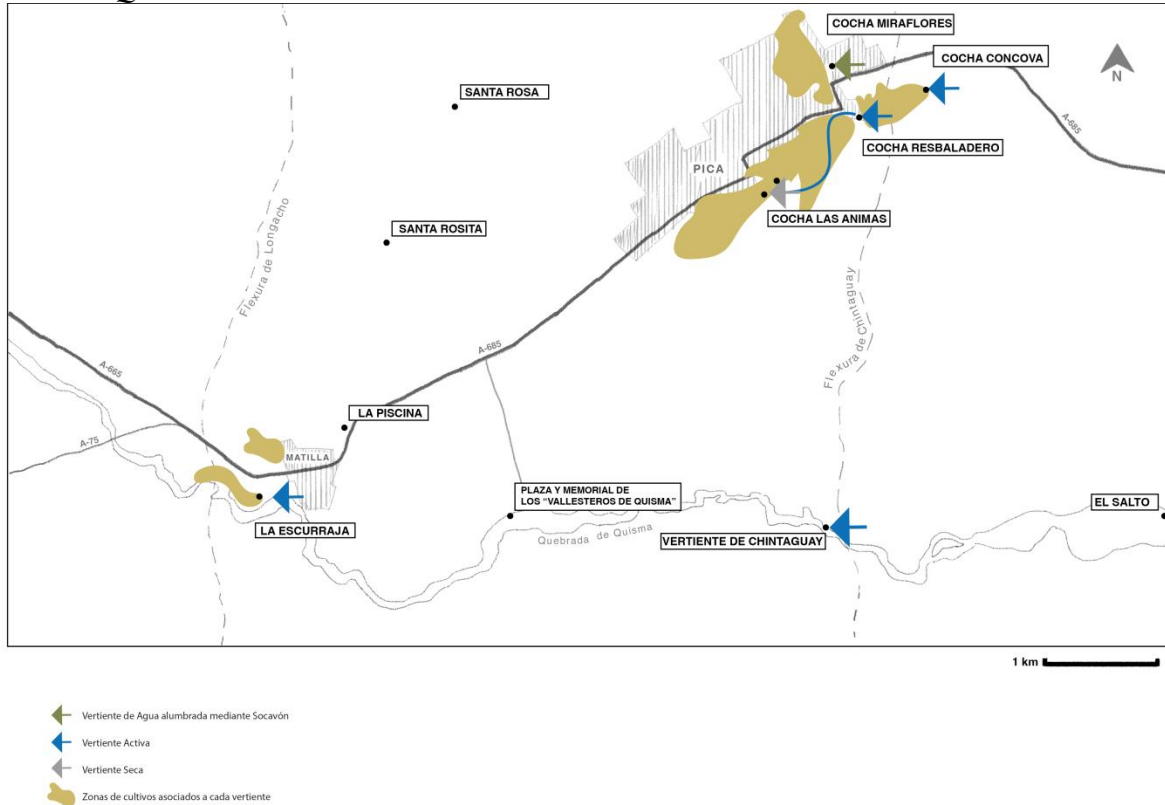 COCHA MIRAFLORES
COCHA CONCOVA
N
SANTA ROSA
A-685
COCHA RESBALADERO
PICA
COCHA LAS ANIMAS
SANTA ROSITA
Flexura de Longacho
Flexura de Chintaguay
A-685
A-665
LA PISCINA
A-75
MATILLA
PLAZA Y MEMORIAL DE
LOS "VALLESTEROS DE QUISMA"
EL SALTO
LA ESCURRAJA
Quebrada de Quisma
VERTIENTE DE CHINTAGUAY
1 km
Vertiente de Agua alumbrada mediante Socavón
Vertiente Activa
Vertiente Seca
Zonas de cultivos asociados a cada vertiente